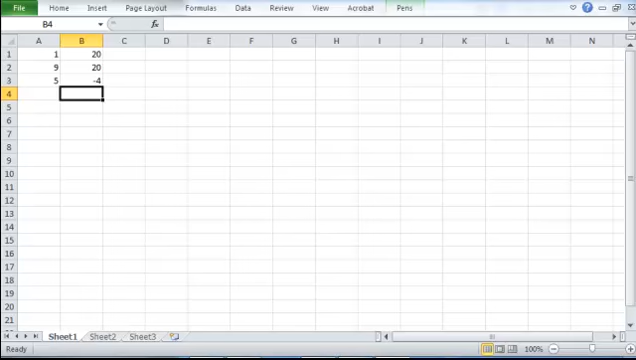 File Home Insert Page Layout Formulas Data Review View Acrobat Pens
B4 fx
A B C D E F G H I J K L M N
1 1 20
2 9 20
3 5 -4
4
5
6
7
8
9
10
11
12
13
14
15
16
17
18
19
20
21
Sheet1 Sheet2 Sheet3
Ready 100%